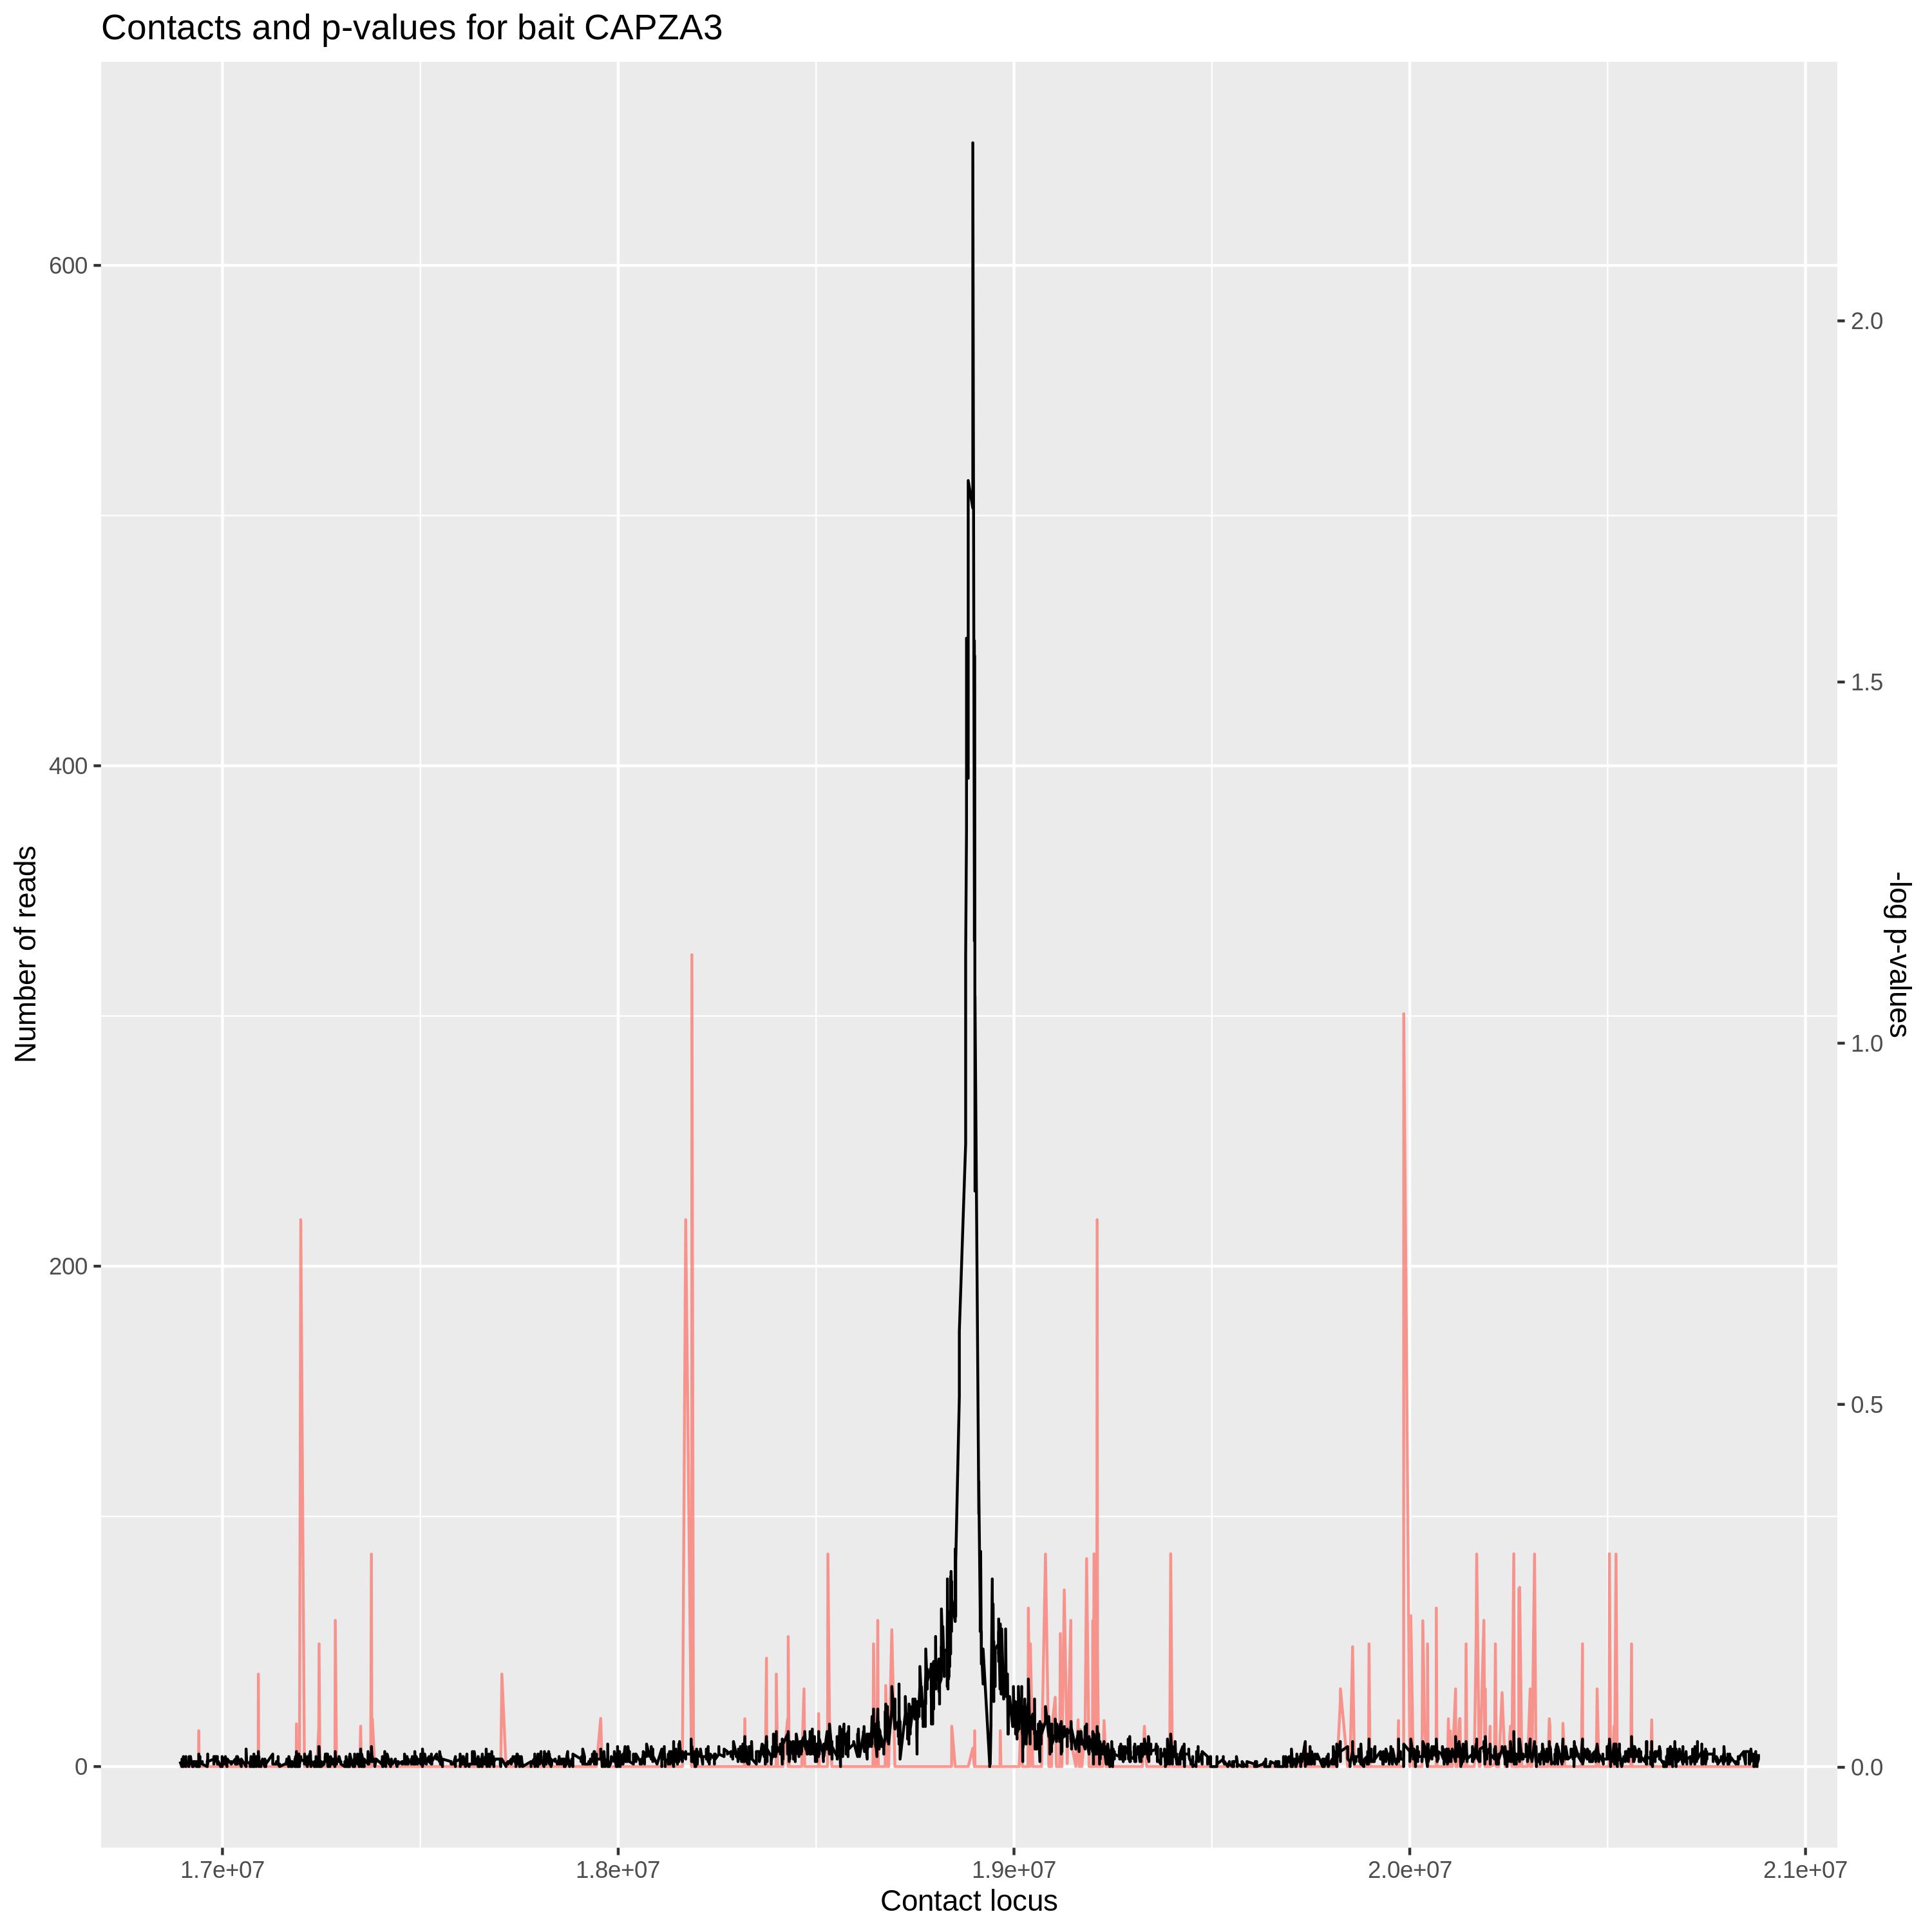 Contacts and p-values for bait CAPZA3
Number of reads
600
400
200
0
2.0
1.5
1.0
0.5
0.0
-log p-values
1.7e+07
1.8e+07
1.9e+07
2.0e+07
2.1e+07
Contact locus